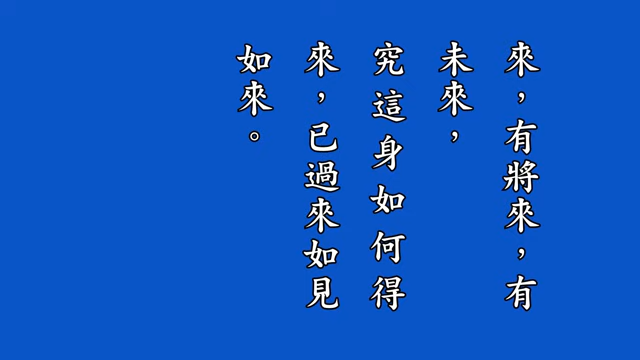 來，有將來，有
未來，
究這身如何得
來，已過來如見
如來。